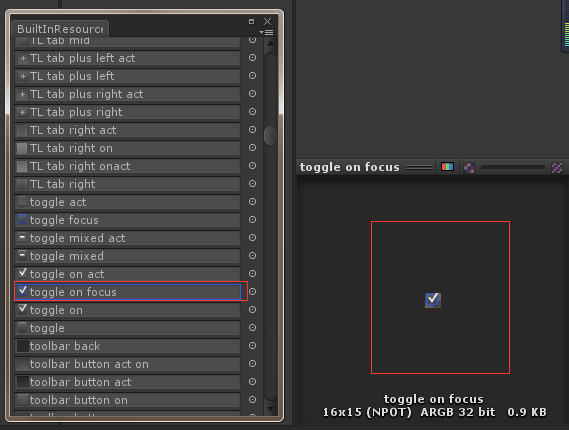 BuiltInResource
TL tab mid
TL tab plus left act
TL tab plus left
TL tab plus right act
TL tab plus right
TL tab right act
TL tab right on
TL tab right onact
TL tab right
toggle act
toggle focus
toggle mixed act
toggle mixed
toggle on act
toggle on focus
toggle on
toggle
toolbar back
toolbar button act on
toolbar button act
toolbar button on
toggle on focus
toggle on focus
16x15 (NPOT) ARGB 32 bit 0.9 KB